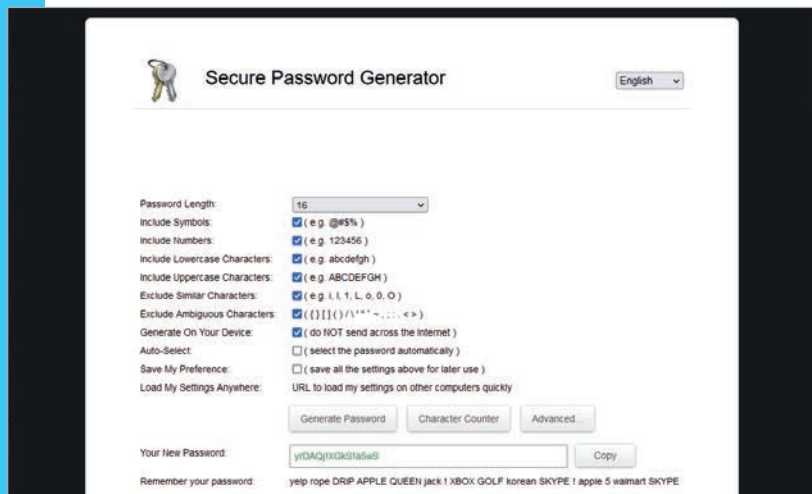 Secure Password Generator
English
Password Length: 16
Include Symbols: ( e.g. @#$% )
Include Numbers: ( e.g. 123456 )
Include Lowercase Characters: ( e.g. abcdefgh )
Include Uppercase Characters: ( e.g. ABCDEFGH )
Exclude Similar Characters: ( e.g. i, l, 1, L, o, 0, O )
Exclude Ambiguous Characters: ( { } [ ] ( ) / \ ' " ` ~ , ; : . < > )
Generate On Your Device: ( do NOT send across the Internet )
Auto-Select: ( select the password automatically )
Save My Preference: ( save all the settings above for later use )
Load My Settings Anywhere: URL to load my settings on other computers quickly
Generate Password Character Counter Advanced...
Your New Password: Copy
Remember your password: yelp rope DRIP APPLE QUEEN jack ! XBOX GOLF korean SKYPE ! apple 5 walmart SKYPE